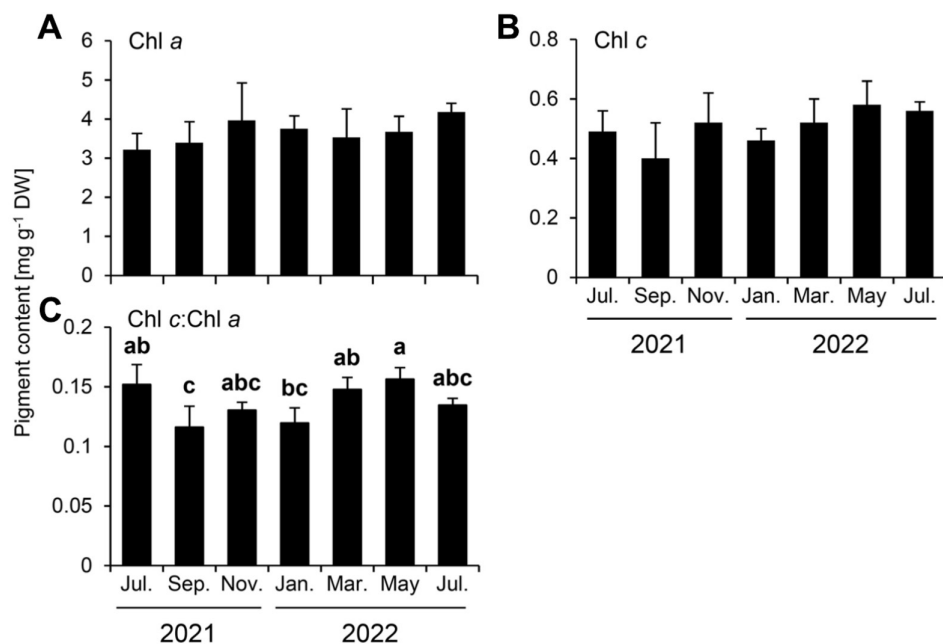 A
Chl a
6
5
4
3
2
1
0
B
Chl c
0.8
0.6
0.4
0.2
0
Jul. Sep. Nov. Jan. Mar. May Jul.
2021 2022
Pigment content [mg g⁻¹ DW]
C
Chl c:Chl a
0.2
0.15
0.1
0.05
0
ab c abc bc ab a abc
Jul. Sep. Nov. Jan. Mar. May Jul.
2021 2022